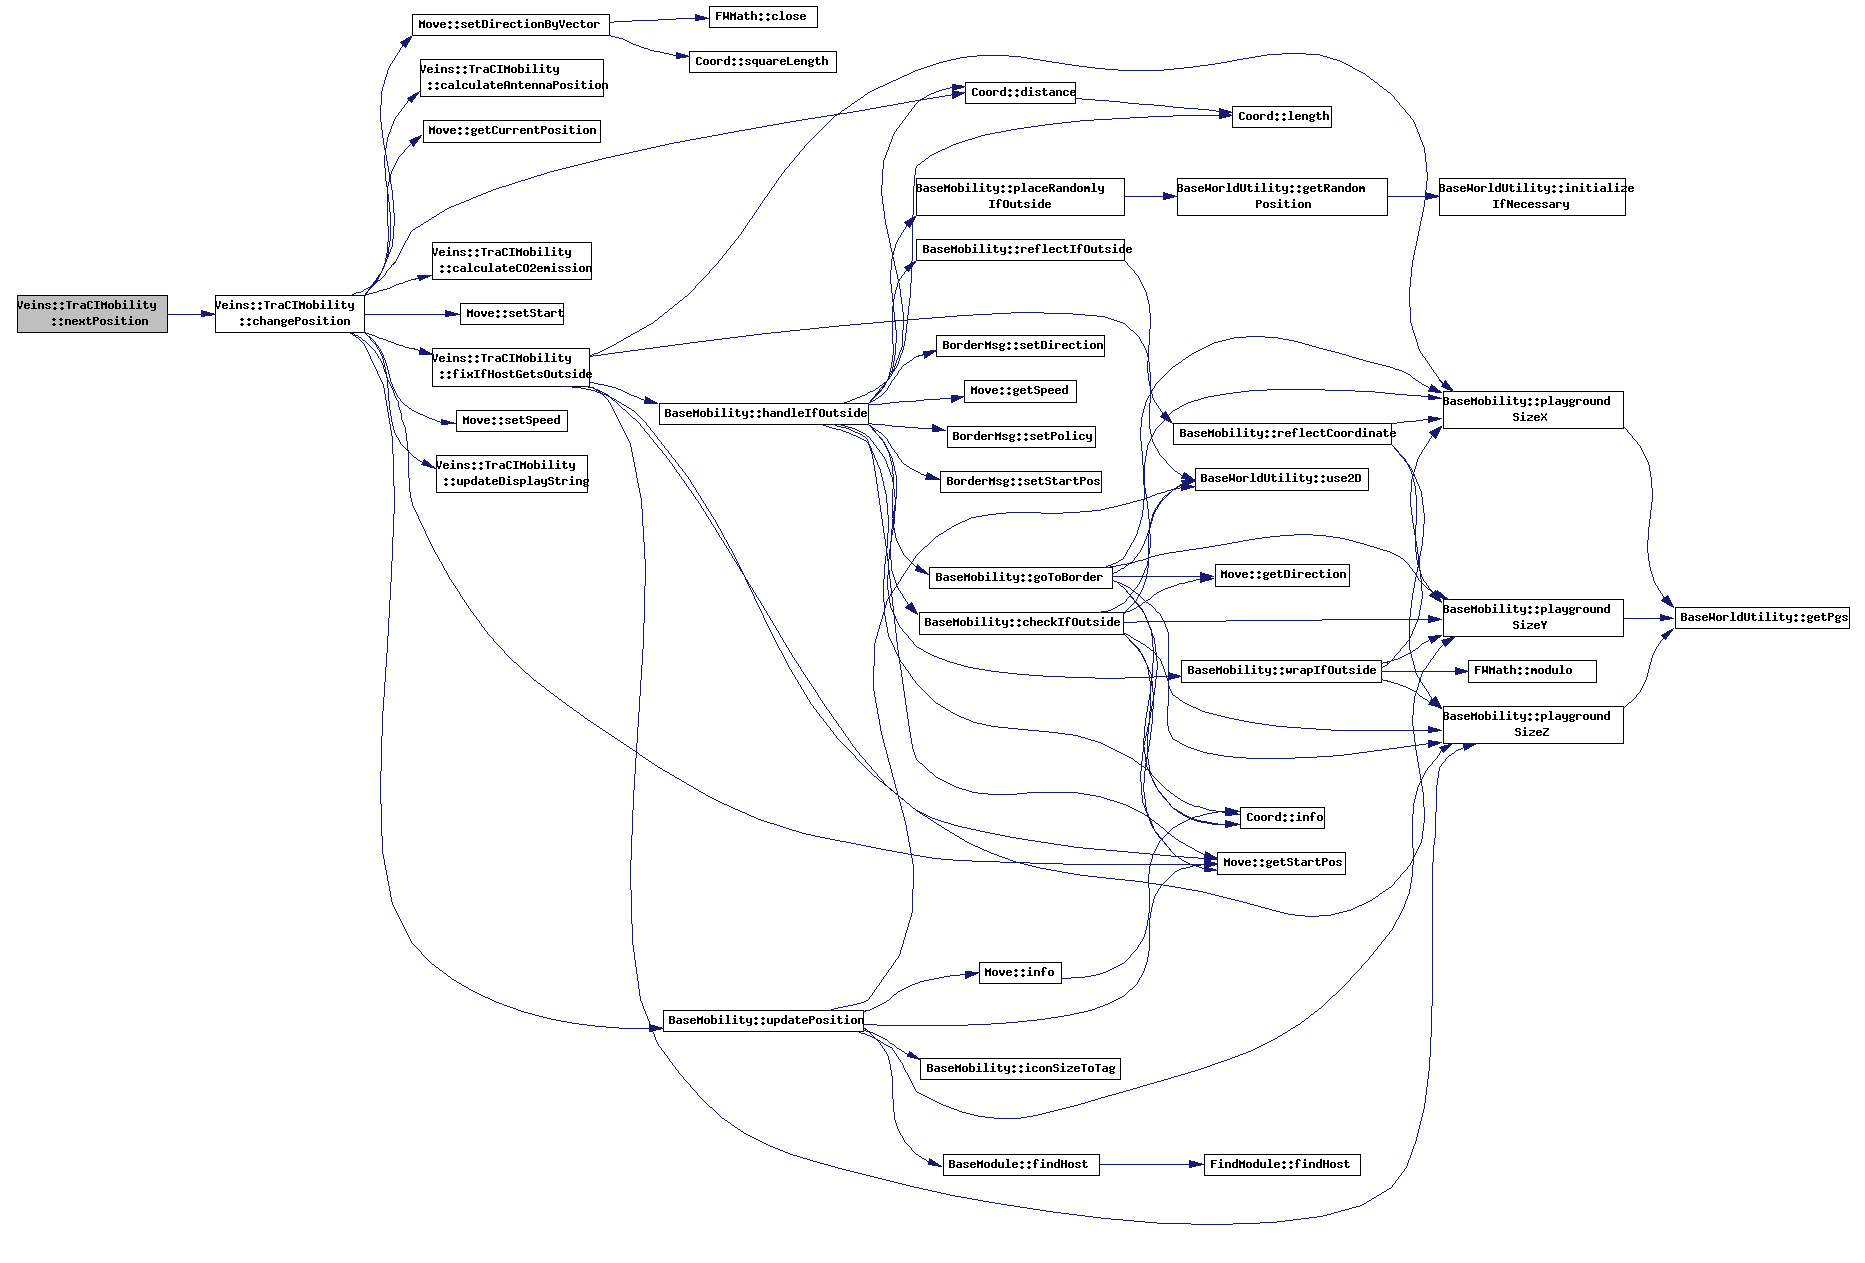 Move::setDirectionByVector
FWMath::close
Coord::squareLength
Veins::TraCIMobility
::calculateAntennaPosition
Coord::distance
Coord::length
Move::getCurrentPosition
BaseMobility::placeRandomly
IfOutside
BaseWorldUtility::getRandom
Position
BaseWorldUtility::initialize
IfNecessary
Veins::TraCIMobility
::calculateCO2emission
BaseMobility::reflectIfOutside
Veins::TraCIMobility
::nextPosition
Veins::TraCIMobility
::changePosition
Move::setStart
Veins::TraCIMobility
::fixIfHostGetsOutside
BorderMsg::setDirection
Move::getSpeed
BaseMobility::handleIfOutside
BaseMobility::playground
SizeX
Move::setSpeed
BorderMsg::setPolicy
BaseMobility::reflectCoordinate
Veins::TraCIMobility
::updateDisplayString
BorderMsg::setStartPos
BaseWorldUtility::use2D
BaseMobility::goToBorder
Move::getDirection
BaseMobility::checkIfOutside
BaseMobility::playground
SizeY
BaseWorldUtility::getPgs
BaseMobility::wrapIfOutside
FWMath::modulo
BaseMobility::playground
SizeZ
Coord::info
Move::getStartPos
Move::info
BaseMobility::updatePosition
BaseMobility::iconSizeToTag
BaseModule::findHost
FindModule::findHost